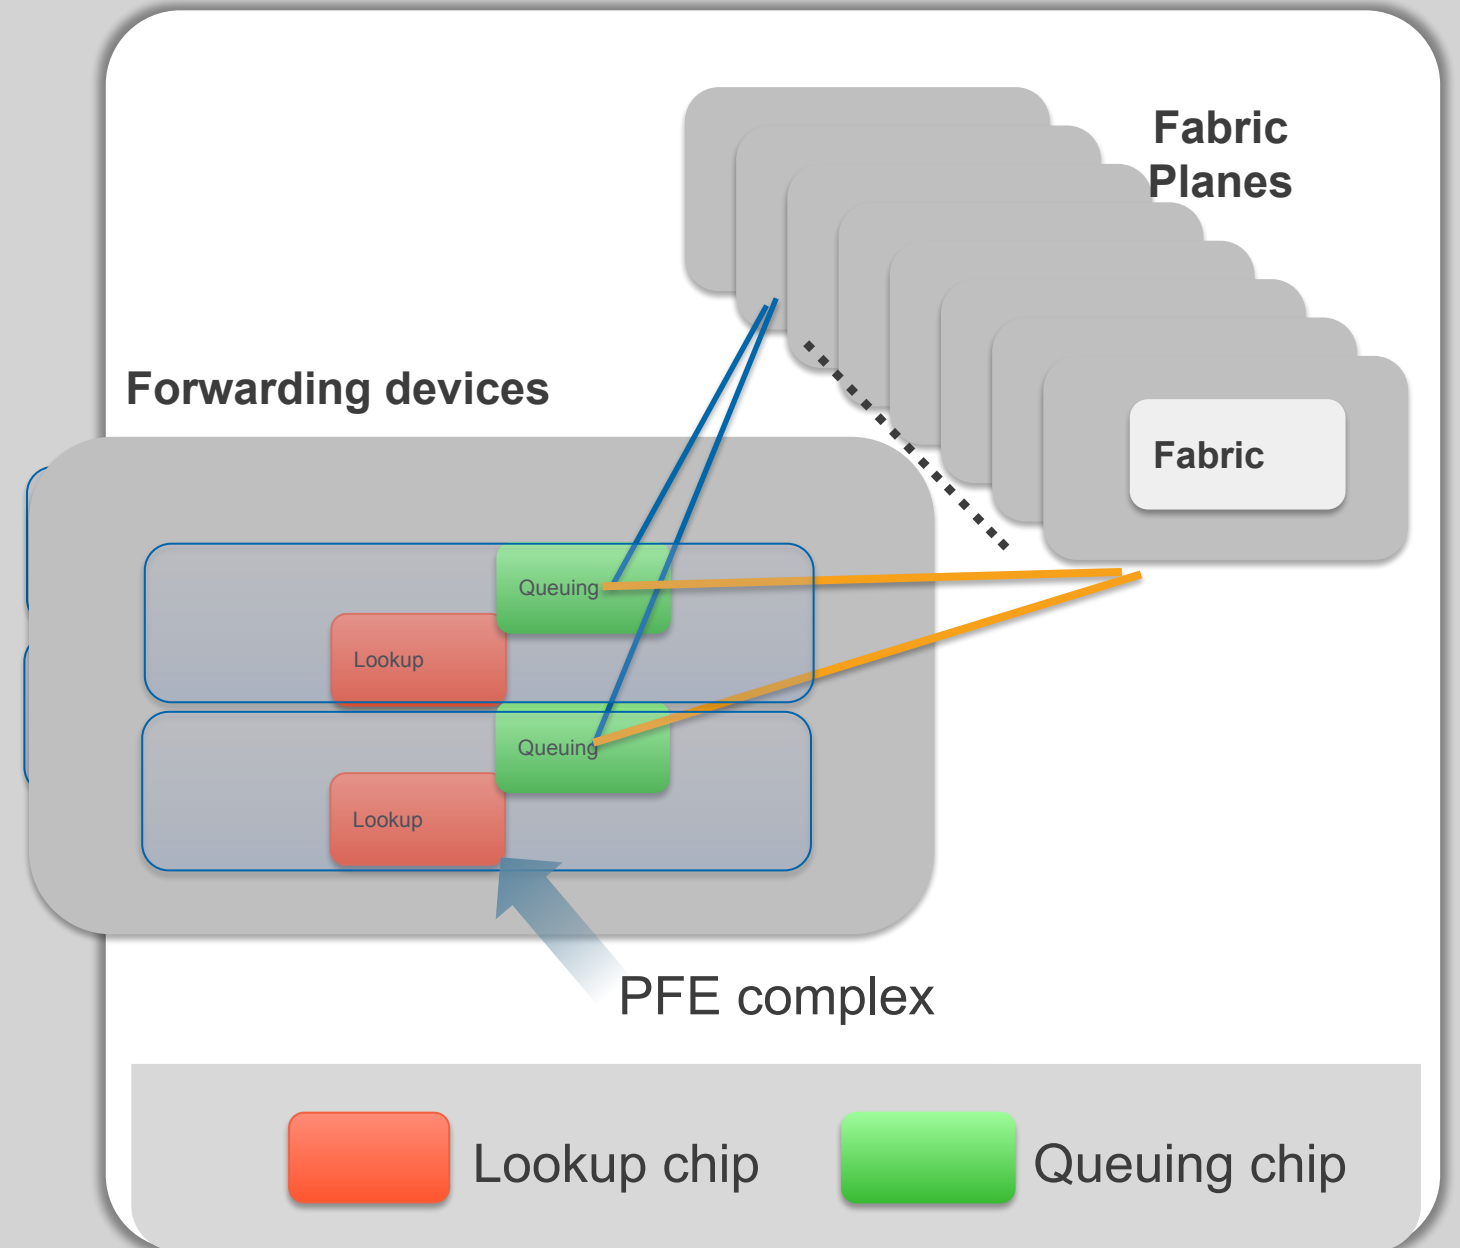 Fabric
Planes
Forwarding devices
Fabric
Queuing
Lookup
Queuing
Lookup
PFE complex
Lookup chip
Queuing chip